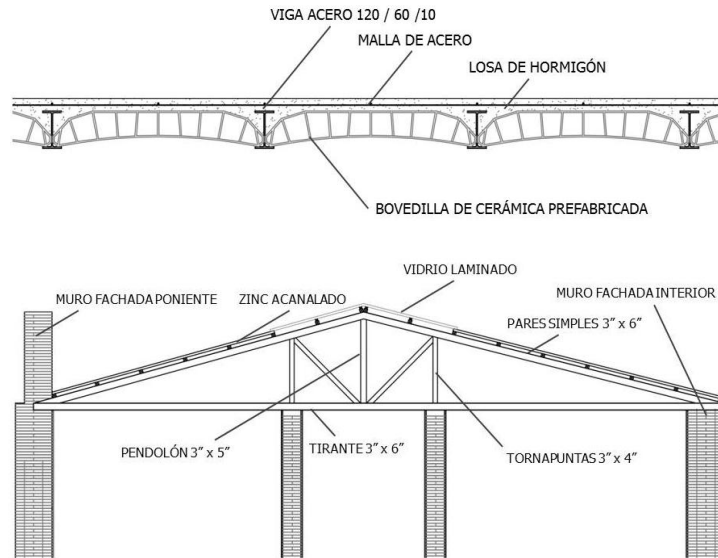 VIGA ACERO 120 / 60 /10
MALLA DE ACERO
LOSA DE HORMIGÓN
BOVEDILLA DE CERÁMICA PREFABRICADA
VIDRIO LAMINADO
MURO FACHADA PONIENTE
ZINC ACANALADO
MURO FACHADA INTERIOR
PARES SIMPLES 3” x 6”
PENDOLÓN 3” x 5”
TIRANTE 3” x 6”
TORNAPUNTAS 3” x 4”